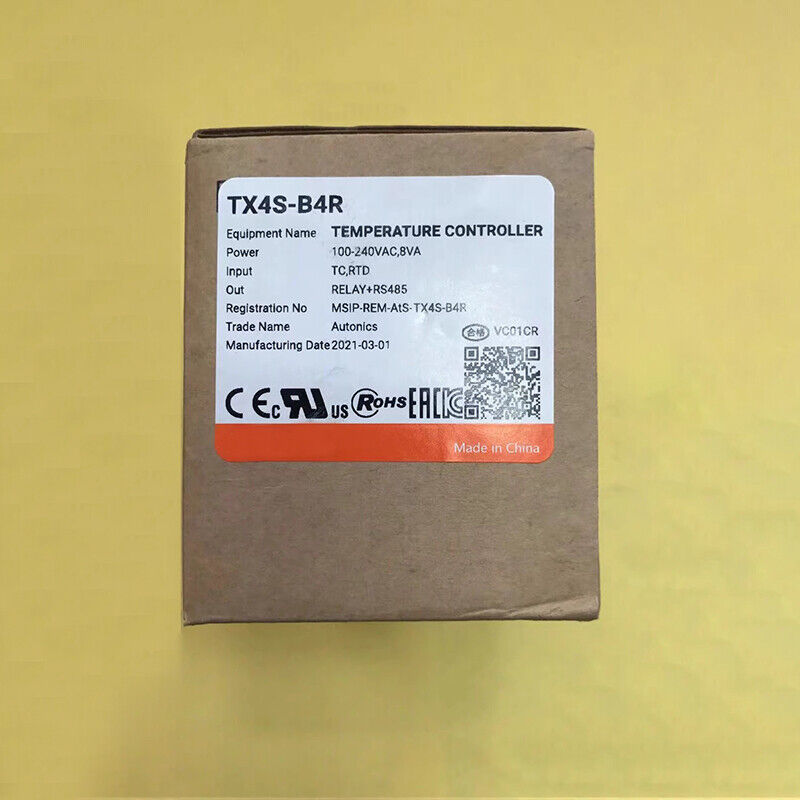 TX4S-B4R
Equipment Name TEMPERATURE CONTROLLER
Power 100-240VAC,8VA
Input TC,RTD
Out RELAY+RS485
Registration No MSIP-REM-AtS-TX4S-B4R
Trade Name Autonics
合格 VC01CR
Manufacturing Date 2021-03-01
CE c RU US RoHS EAC KC
Made in China